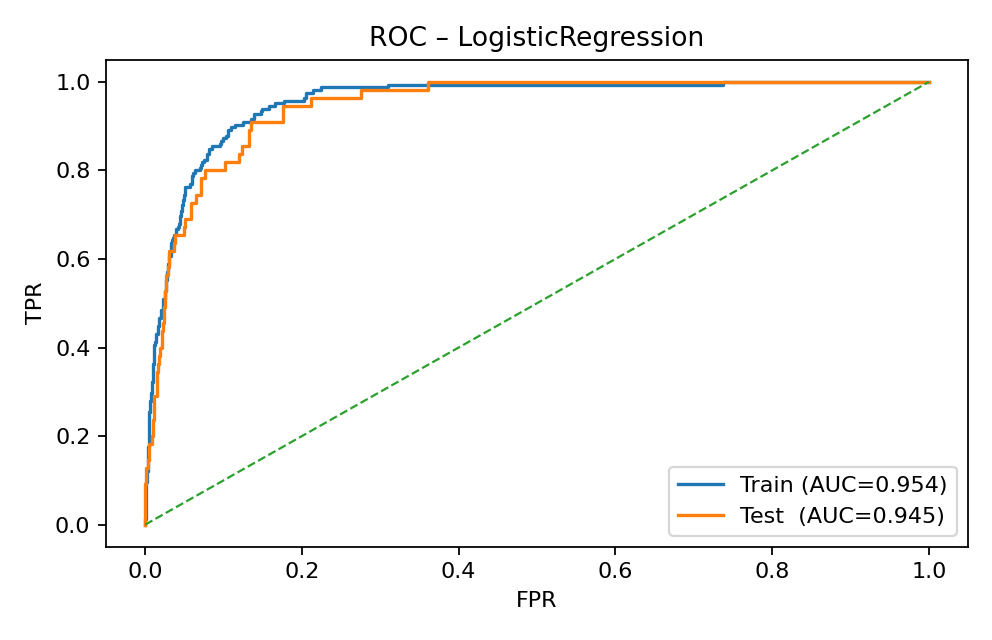 ROC – LogisticRegression
1.0
0.8
0.6
0.4
0.2
0.0
TPR
0.0 0.2 0.4 0.6 0.8 1.0
FPR
Train (AUC=0.954)
Test  (AUC=0.945)